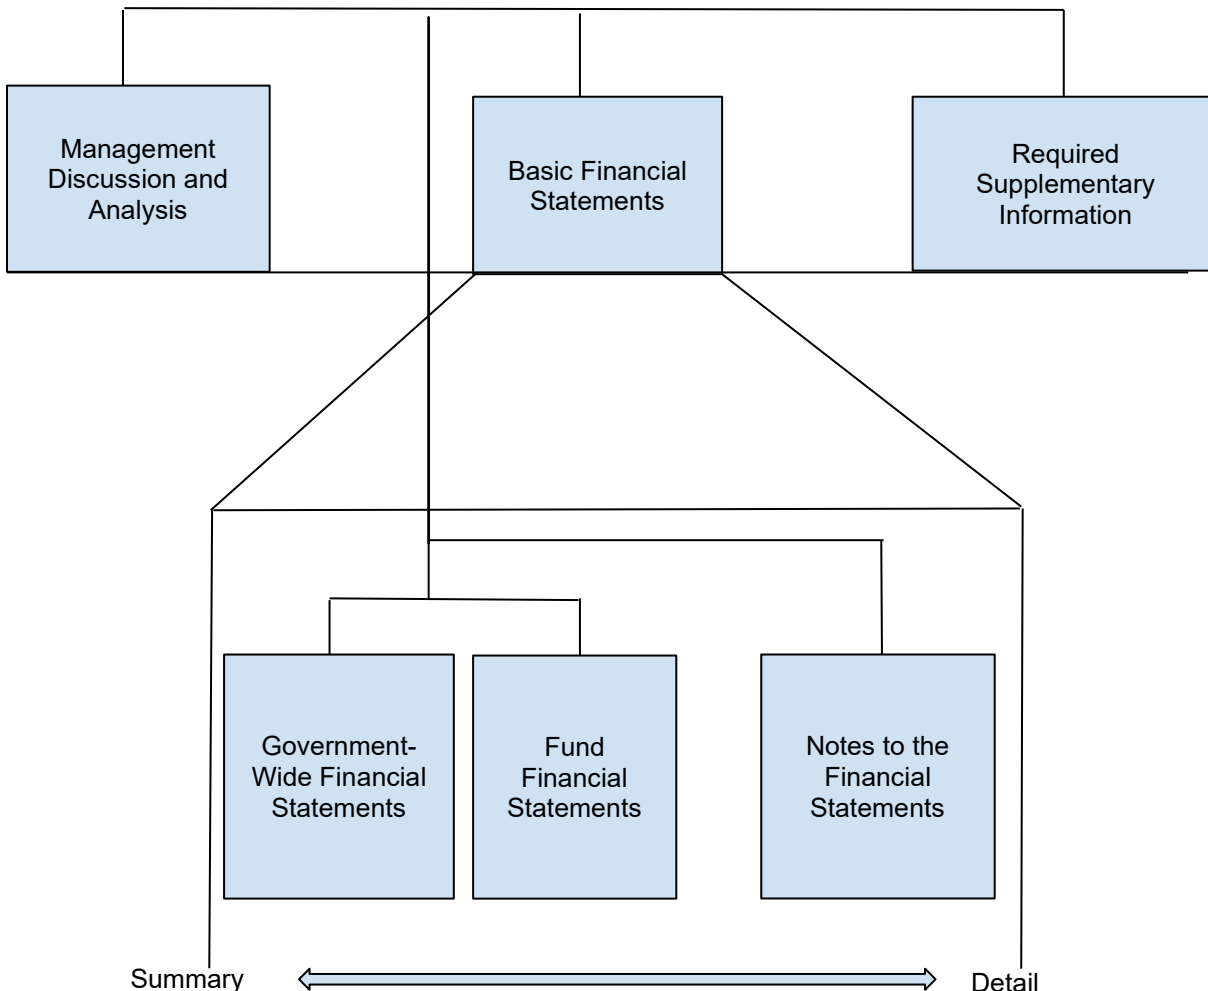 Management
Discussion and
Analysis
Basic Financial
Statements
Required
Supplementary
Information
Government-
Wide Financial
Statements
Fund
Financial
Statements
Notes to the
Financial
Statements
Summary
Detail